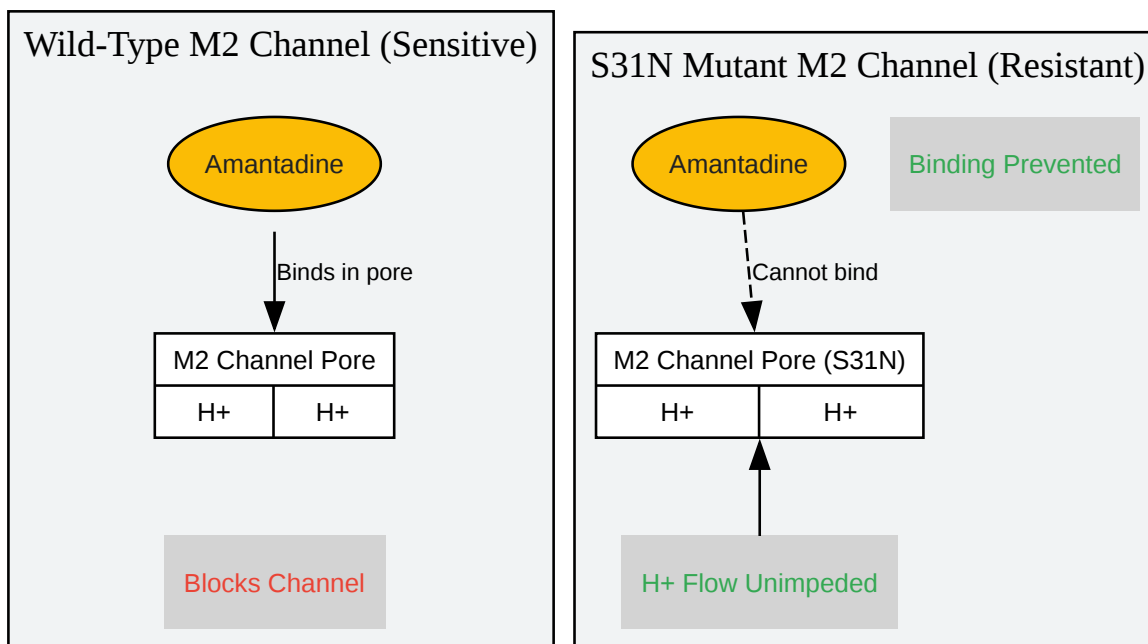 Wild-Type M2 Channel (Sensitive)
Amantadine
Binds in pore
M2 Channel Pore
H+ H+
Blocks Channel
S31N Mutant M2 Channel (Resistant)
Amantadine
Binding Prevented
Cannot bind
M2 Channel Pore (S31N)
H+ H+
H+ Flow Unimpeded